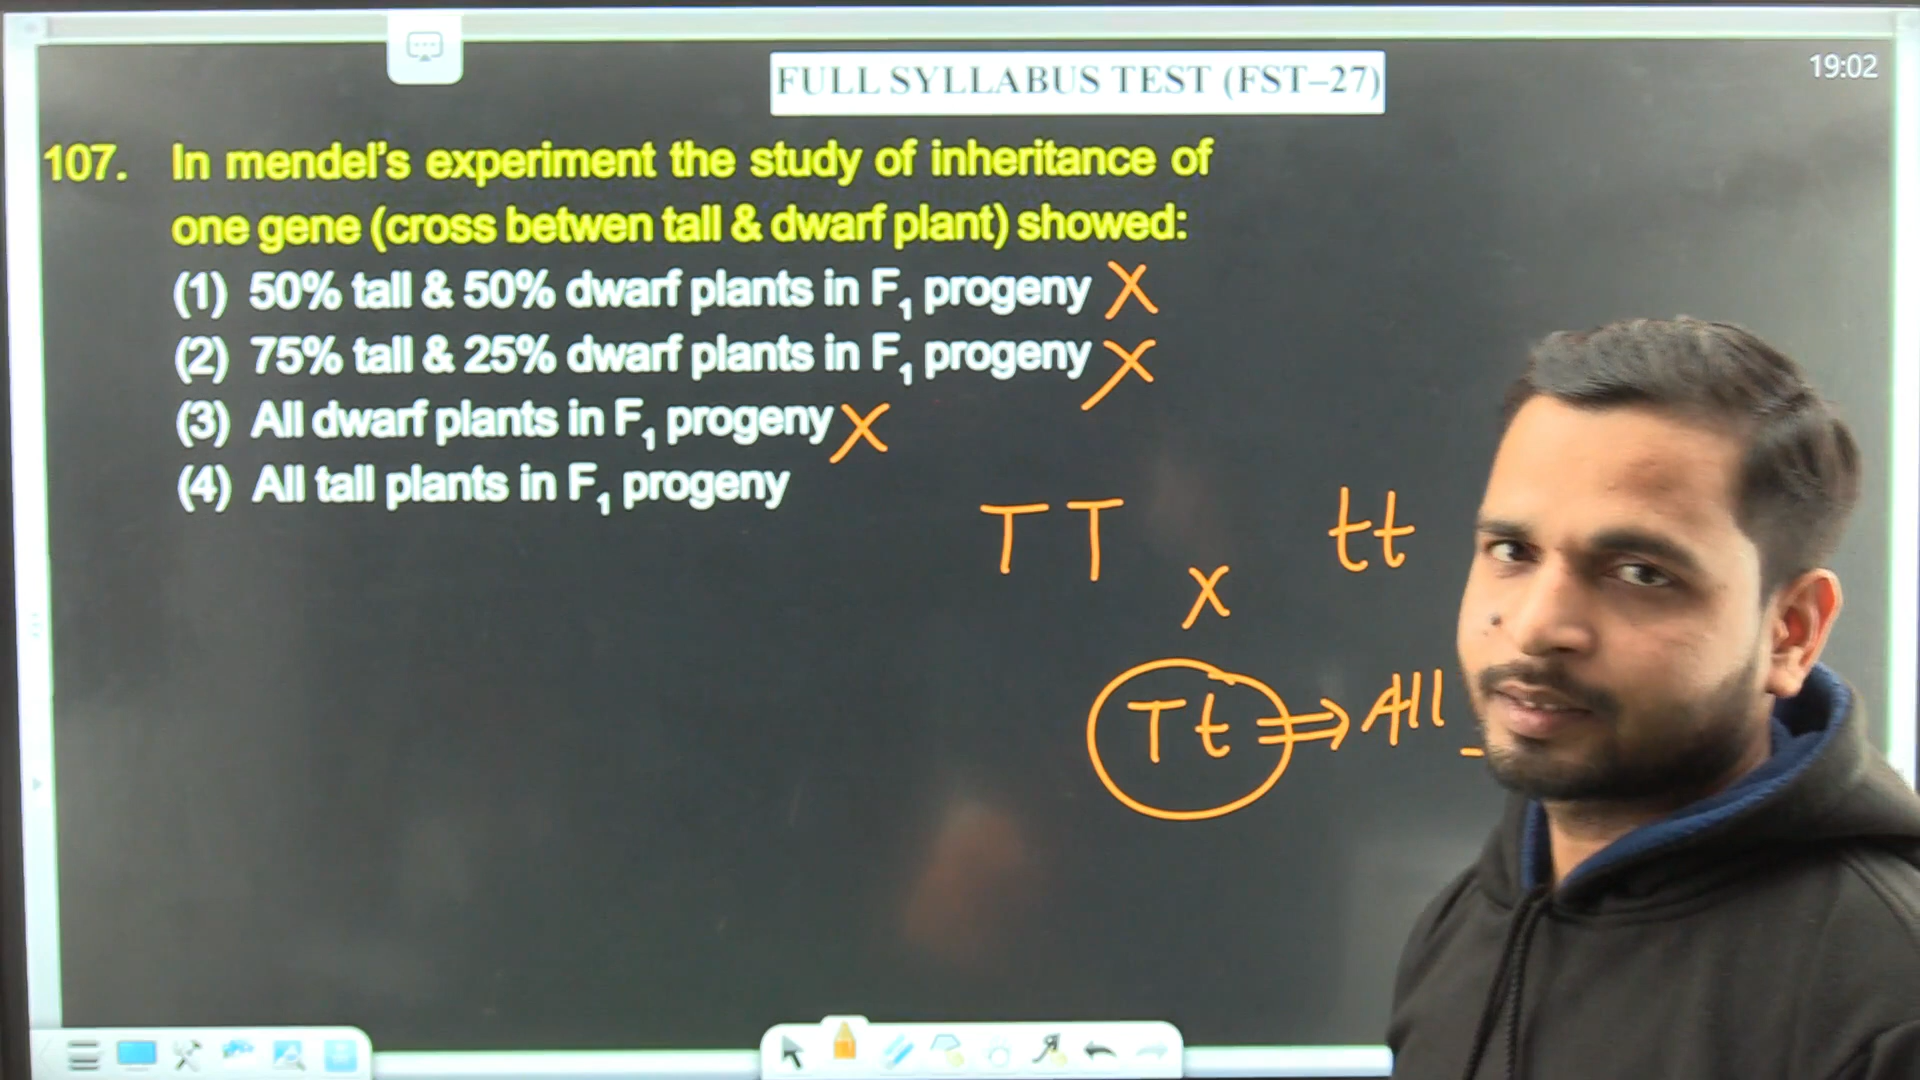 FULL SYLLABUS TEST (FST–27)
19:02
107. In mendel's experiment the study of inheritance of
one gene (cross betwen tall & dwarf plant) showed:
(1) 50% tall & 50% dwarf plants in F₁ progeny X
(2) 75% tall & 25% dwarf plants in F₁ progeny X
(3) All dwarf plants in F₁ progeny X
(4) All tall plants in F₁ progeny
TT X tt
Tt ⇒ All